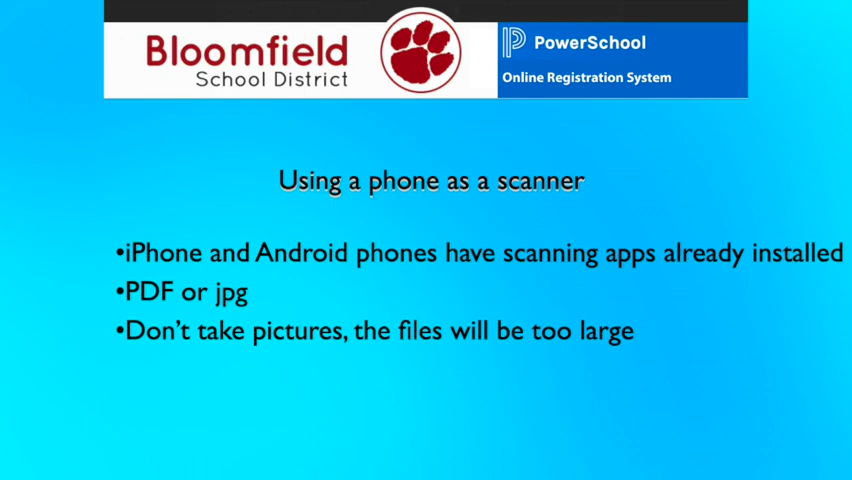 Bloomfield
School District
PowerSchool
Online Registration System
Using a phone as a scanner
•iPhone and Android phones have scanning apps already installed
•PDF or jpg
•Don't take pictures, the files will be too large